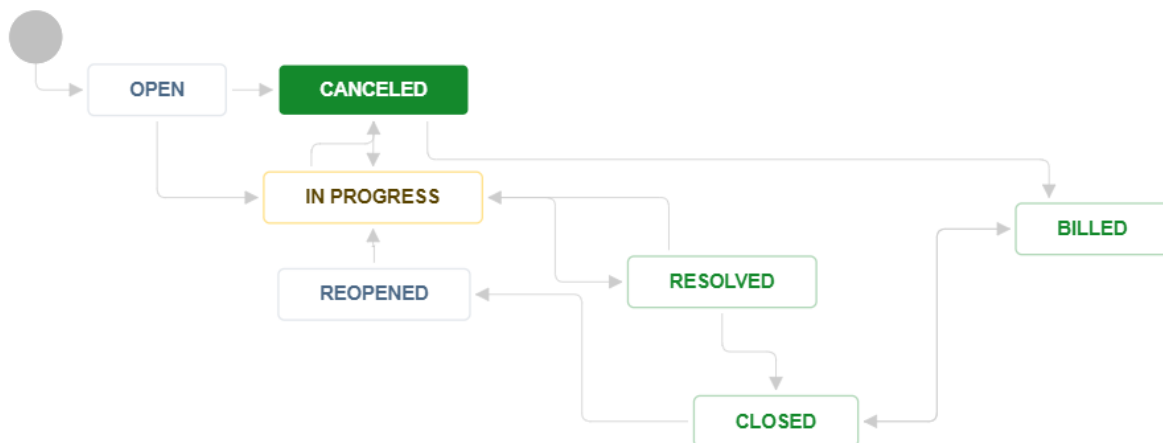 OPEN
CANCELED
IN PROGRESS
BILLED
RESOLVED
REOPENED
CLOSED